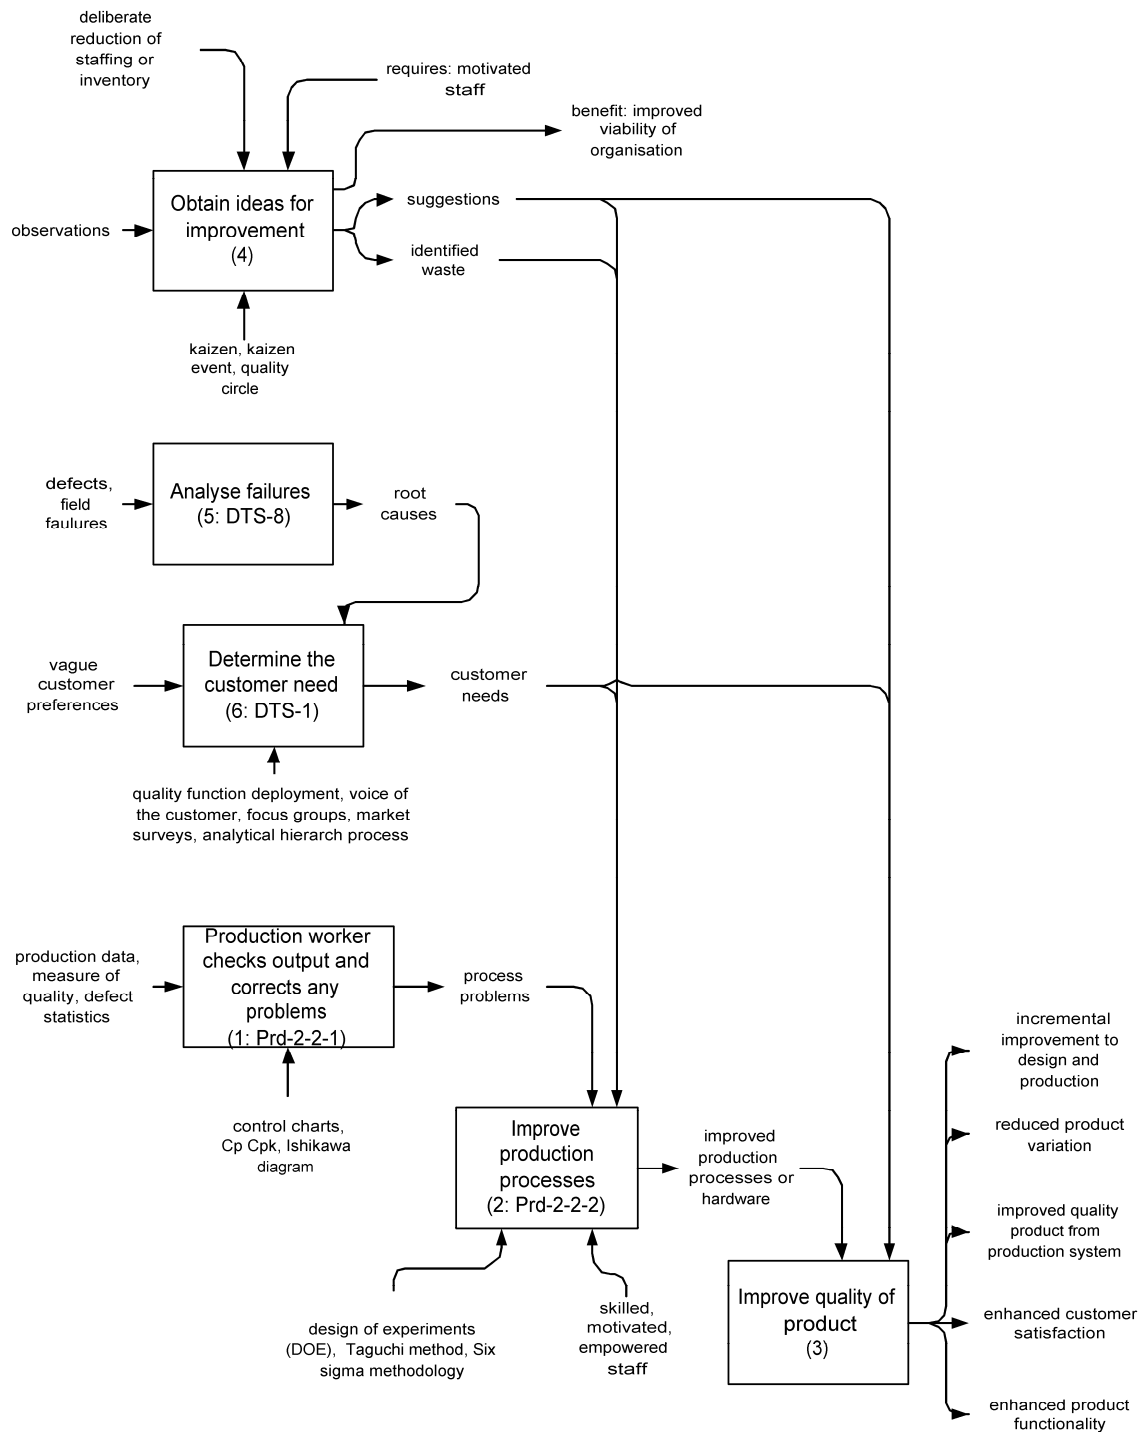 deliberate
reduction of
staffing or
inventory
requires: motivated
staff
benefit: improved
viability of
organisation
Obtain ideas for
improvement
(4)
observations
suggestions
identified
waste
kaizen, kaizen
event, quality
circle
defects,
field
faulures
Analyse failures
(5: DTS-8)
root
causes
vague
customer
preferences
Determine the
customer need
(6: DTS-1)
customer
needs
quality function deployment, voice of
the customer, focus groups, market
surveys, analytical hierarch process
production data,
measure of
quality, defect
statistics
Production worker
checks output and
corrects any
problems
(1: Prd-2-2-1)
process
problems
control charts,
Cp Cpk, Ishikawa
diagram
Improve
production
processes
(2: Prd-2-2-2)
improved
production
processes or
hardware
design of experiments
(DOE), Taguchi method, Six
sigma methodology
skilled,
motivated,
empowered
staff
Improve quality of
product
(3)
incremental
improvement to
design and
production
reduced product
variation
improved quality
product from
production system
enhanced customer
satisfaction
enhanced product
functionality